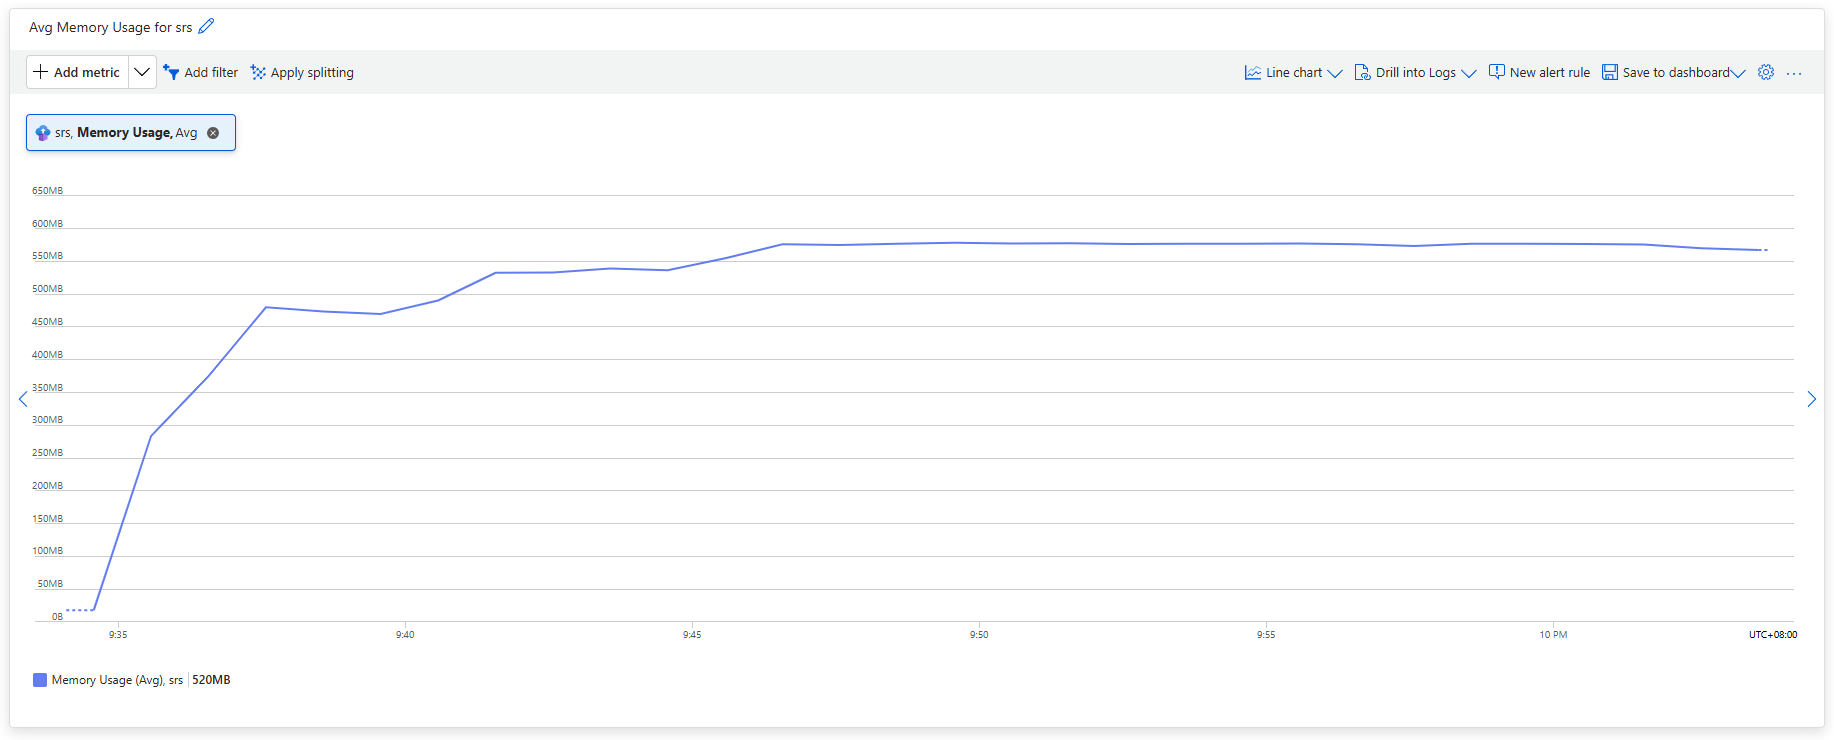 Avg Memory Usage for srs
Add metric Add filter Apply splitting Line chart Drill into Logs New alert rule Save to dashboard ...
srs, Memory Usage, Avg
650MB
600MB
550MB
500MB
450MB
400MB
350MB
300MB
250MB
200MB
150MB
100MB
50MB
0B
9:35 9:40 9:45 9:50 9:55 10 PM UTC+08:00
Memory Usage (Avg), srs 520MB